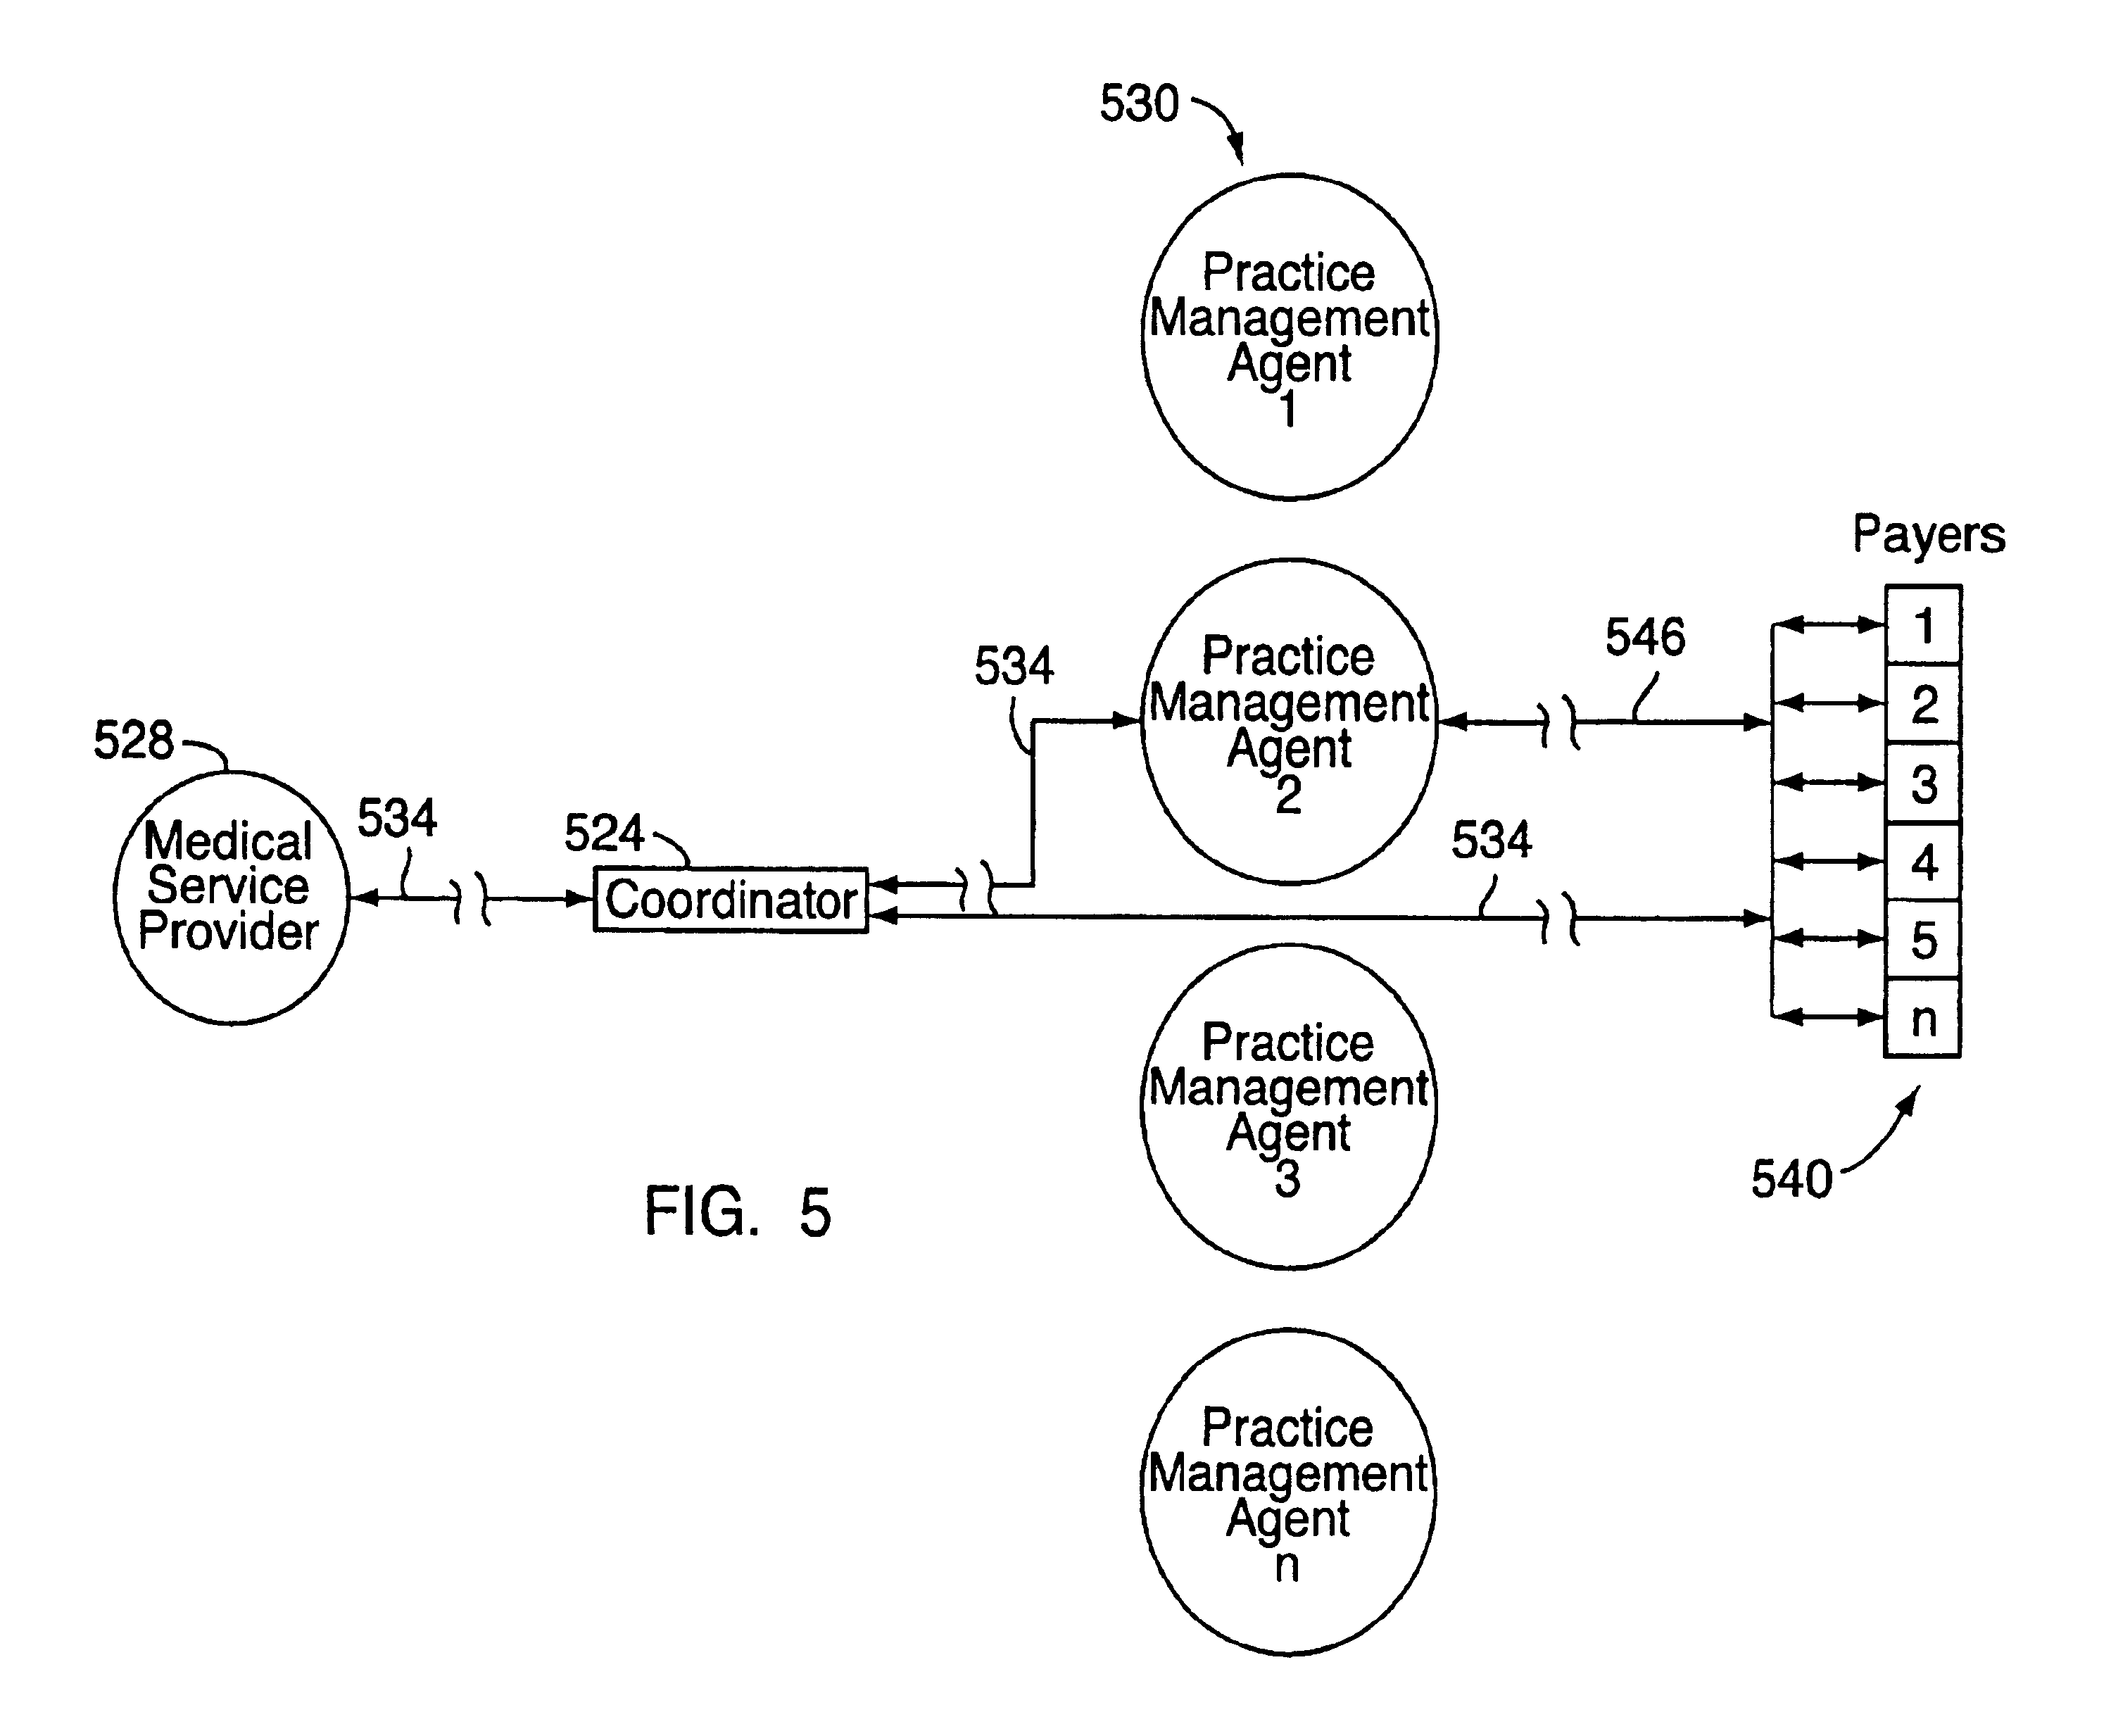 530
Practice
Management
Agent
1
Payers
1
2
3
4
5
n
546
534
Practice
Management
Agent
2
528
534
524
534
Medical
Service
Provider
Coordinator
Practice
Management
Agent
3
540
FIG. 5
Practice
Management
Agent
n